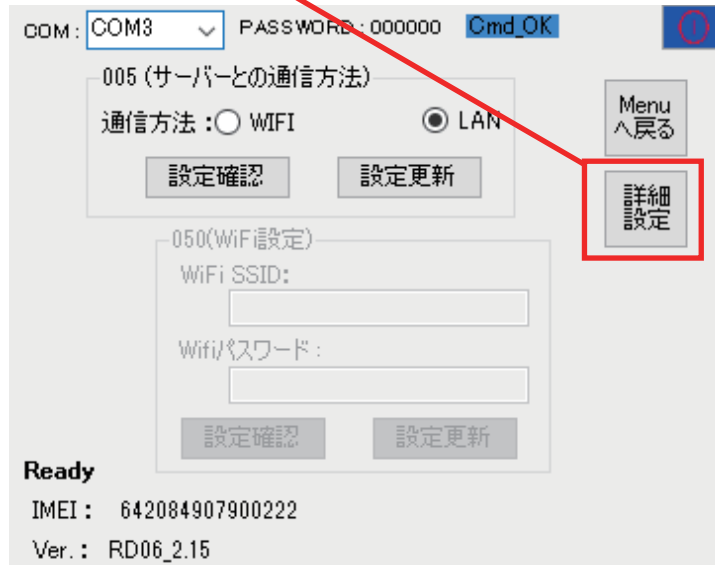 COM : COM3 PASSWORD : 000000 Cmd_OK
005 (サーバーとの通信方法)
通信方法 : WIFI LAN
設定確認 設定更新
Menu
へ戻る
詳細
設定
050(WiFi設定)
WiFi SSID:
Wifiパスワード :
設定確認 設定更新
Ready
IMEI : 642084907900222
Ver. : RD06_2.15